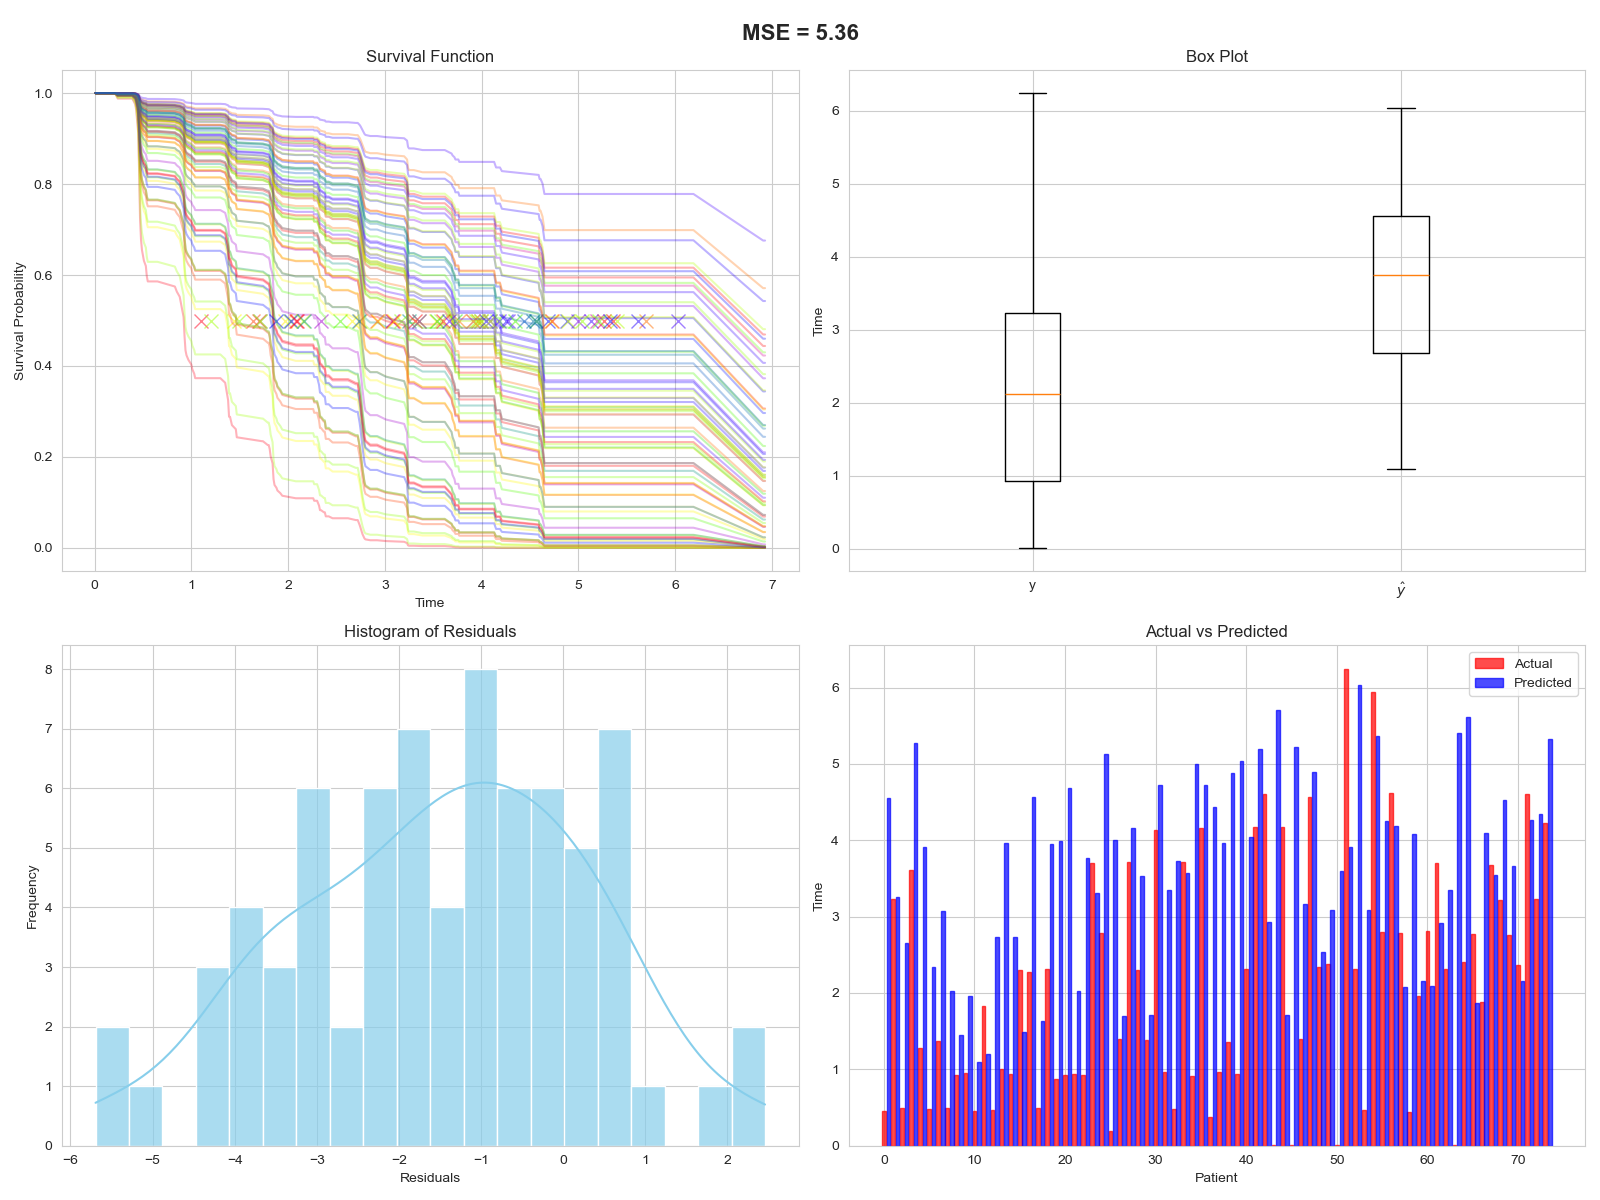 MSE = 5.36
Survival Function
Survival Probability
1.0
0.8
0.6
0.4
0.2
0.0
0 1 2 3 4 5 6 7
Time
Box Plot
Time
6
5
4
3
2
1
0
y ŷ
Histogram of Residuals
Frequency
8
7
6
5
4
3
2
1
0
−6 −5 −4 −3 −2 −1 0 1 2
Residuals
Actual vs Predicted
Actual
Predicted
Time
6
5
4
3
2
1
0
0 10 20 30 40 50 60 70
Patient